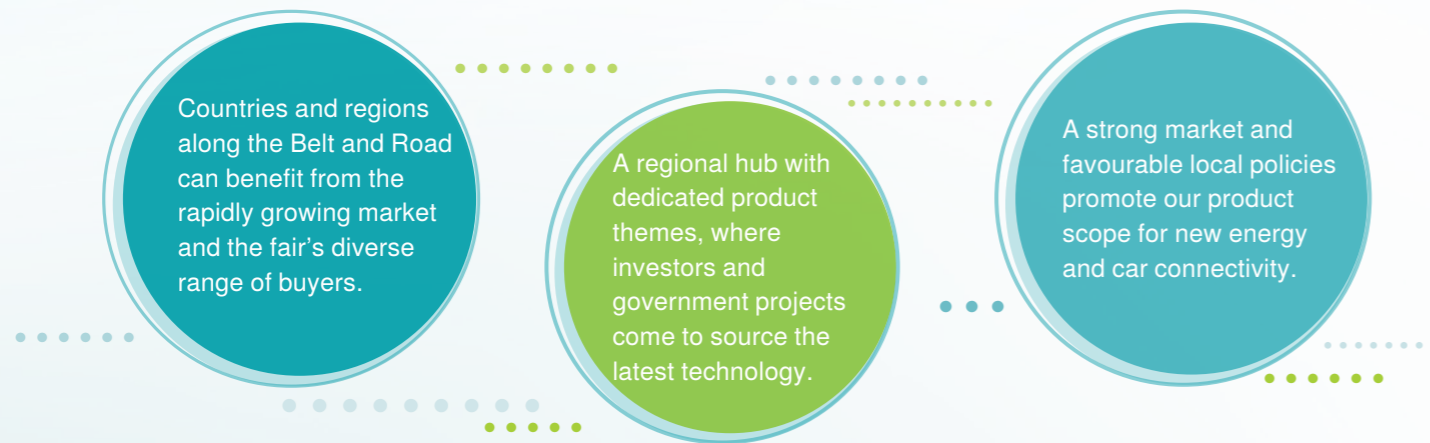 Countries and regions
along the Belt and Road
can benefit from the
rapidly growing market
and the fair’s diverse
range of buyers.
A regional hub with
dedicated product
themes, where
investors and
government projects
come to source the
latest technology.
A strong market and
favourable local policies
promote our product
scope for new energy
and car connectivity.